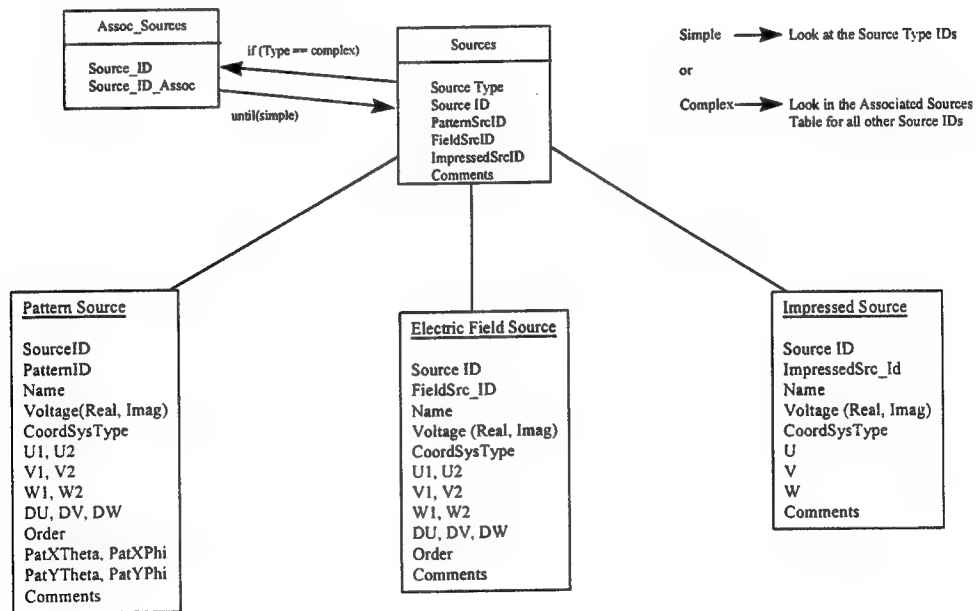 Assoc_Sources
Source_ID
Source_ID_Assoc
if (Type == complex)
until(simple)
Sources
Source Type
Source ID
PatternSrcID
FieldSrcID
ImpressedSrcID
Comments
Simple
Look at the Source Type IDs
or
Complex
Look in the Associated Sources
Table for all other Source IDs
Pattern Source
SourceID
PatternID
Name
Voltage(Real, Imag)
CoordSysType
U1, U2
V1, V2
W1, W2
DU, DV, DW
Order
PatXTheta, PatXPhi
PatYTheta, PatYPhi
Comments
Electric Field Source
Source ID
FieldSrc_ID
Name
Voltage (Real, Imag)
CoordSysType
U1, U2
V1, V2
W1, W2
DU, DV, DW
Order
Comments
Impressed Source
Source ID
ImpressedSrc_Id
Name
Voltage (Real, Imag)
CoordSysType
U
V
W
Comments